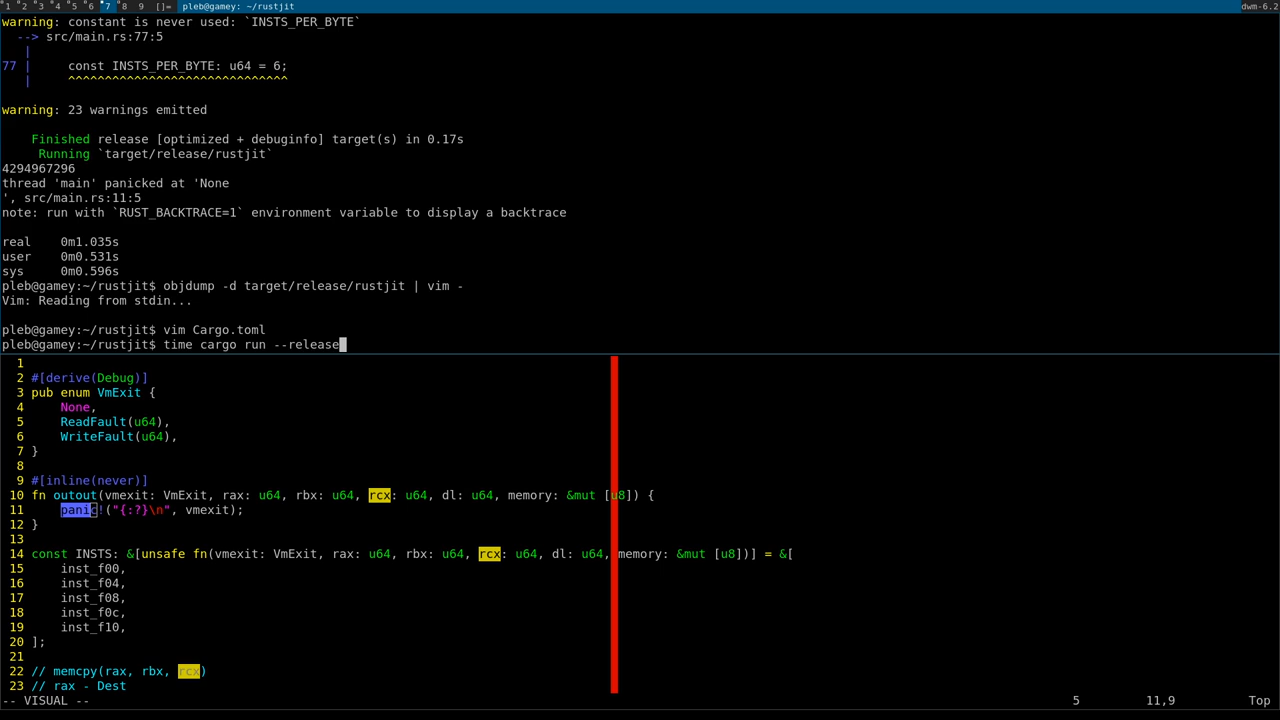 1 2 3 4 5 6 7 8 9 []= pleb@gamey: ~/rustjit dwm-6.2
warning: constant is never used: `INSTS_PER_BYTE`
--> src/main.rs:77:5
|
77 | const INSTS_PER_BYTE: u64 = 6;
| ^^^^^^^^^^^^^^^^^^^^^^^^^^^^^^
warning: 23 warnings emitted
Finished release [optimized + debuginfo] target(s) in 0.17s
Running `target/release/rustjit`
4294967296
thread 'main' panicked at 'None
', src/main.rs:11:5
note: run with `RUST_BACKTRACE=1` environment variable to display a backtrace
real 0m1.035s
user 0m0.531s
sys 0m0.596s
pleb@gamey:~/rustjit$ objdump -d target/release/rustjit | vim -
Vim: Reading from stdin...
pleb@gamey:~/rustjit$ vim Cargo.toml
pleb@gamey:~/rustjit$ time cargo run --release
1
2 #[derive(Debug)]
3 pub enum VmExit {
4 None,
5 ReadFault(u64),
6 WriteFault(u64),
7 }
8
9 #[inline(never)]
10 fn outout(vmexit: VmExit, rax: u64, rbx: u64, rcx: u64, dl: u64, memory: &mut [u8]) {
11 panic!("{:?}\n", vmexit);
12 }
13
14 const INSTS: &[unsafe fn(vmexit: VmExit, rax: u64, rbx: u64, rcx: u64, dl: u64, memory: &mut [u8])] = &[
15 inst_f00,
16 inst_f04,
17 inst_f08,
18 inst_f0c,
19 inst_f10,
20 ];
21
22 // memcpy(rax, rbx, rcx)
23 // rax - Dest
-- VISUAL -- 5 11,9 Top